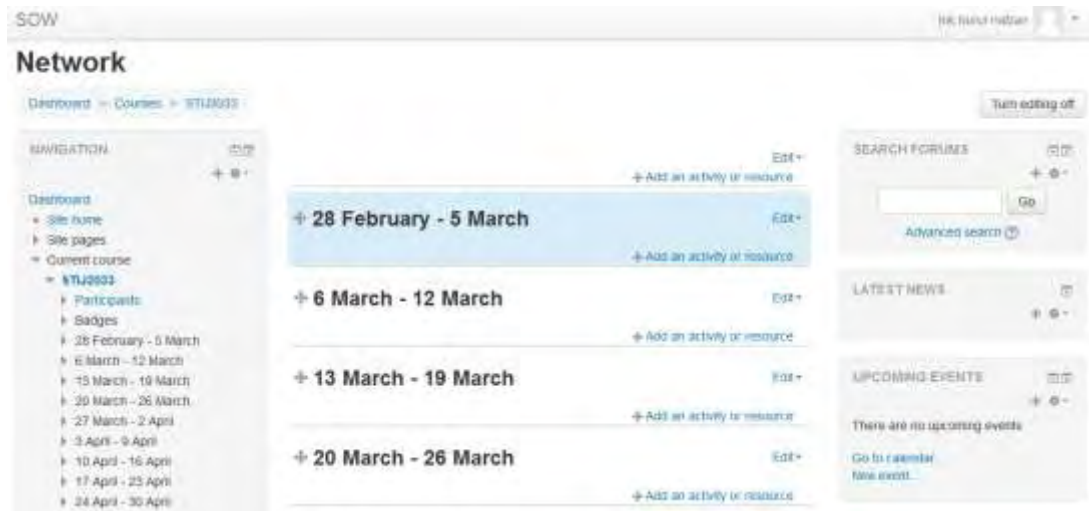 SOW
Network
Dashboard Courses STIJ3033
Turn editing off
NAVIGATION
Dashboard
Site home
Site pages
Current course
Participants
Badges
28 February - 5 March
6 March - 12 March
13 March - 19 March
20 March - 26 March
27 March - 2 April
3 April - 9 April
10 April - 16 April
17 April - 23 April
24 April - 30 April
Edit
+ Add an activity or resource
28 February - 5 March
Edit
+ Add an activity or resource
6 March - 12 March
Edit
+ Add an activity or resource
13 March - 19 March
Edit
+ Add an activity or resource
20 March - 26 March
Edit
+ Add an activity or resource
SEARCH FORUMS
Go
Advanced search
LATEST NEWS
UPCOMING EVENTS
There are no upcoming events
Go to calendar
New event...